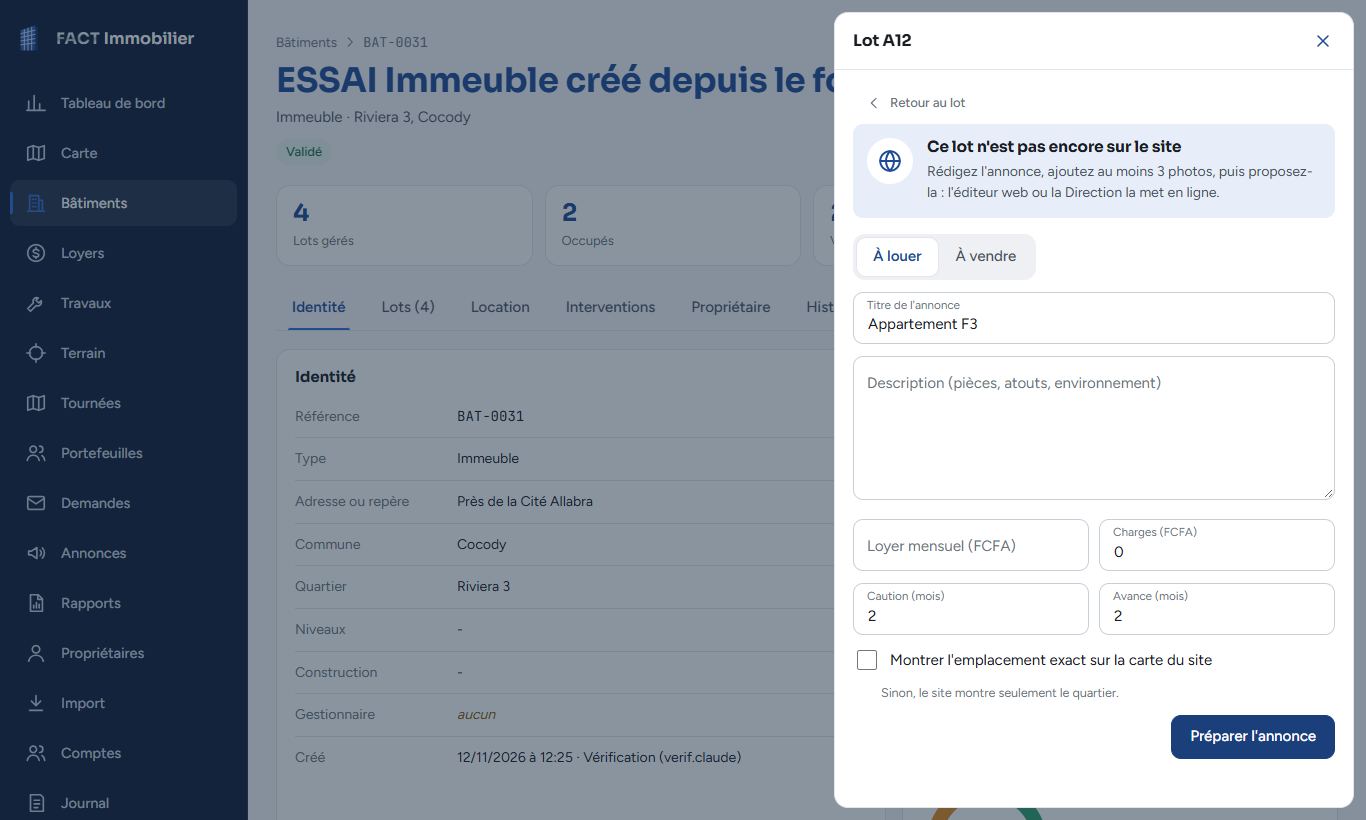 FACT Immobilier
Tableau de bord
Carte
Bâtiments
Loyers
Travaux
Terrain
Tournées
Portefeuilles
Demandes
Annonces
Rapports
Propriétaires
Import
Comptes
Journal
Bâtiments > BAT-0031
ESSAI Immeuble créé depuis le
Immeuble · Riviera 3, Cocody
Validé
4
Lots gérés
2
Occupés
Identité
Lots (4)
Location
Interventions
Propriétaire
Identité
Référence BAT-0031
Type Immeuble
Adresse ou repère Près de la Cité Allabra
Commune Cocody
Quartier Riviera 3
Niveaux -
Construction -
Gestionnaire aucun
Créé 12/11/2026 à 12:25 · Vérification (verif.claude)
Lot A12
Retour au lot
Ce lot n'est pas encore sur le site
Rédigez l'annonce, ajoutez au moins 3 photos, puis proposez-
la : l'éditeur web ou la Direction la met en ligne.
À louer
À vendre
Titre de l'annonce
Appartement F3
Description (pièces, atouts, environnement)
Loyer mensuel (FCFA)
Charges (FCFA)
0
Caution (mois)
2
Avance (mois)
2
Montrer l'emplacement exact sur la carte du site
Sinon, le site montre seulement le quartier.
Préparer l'annonce